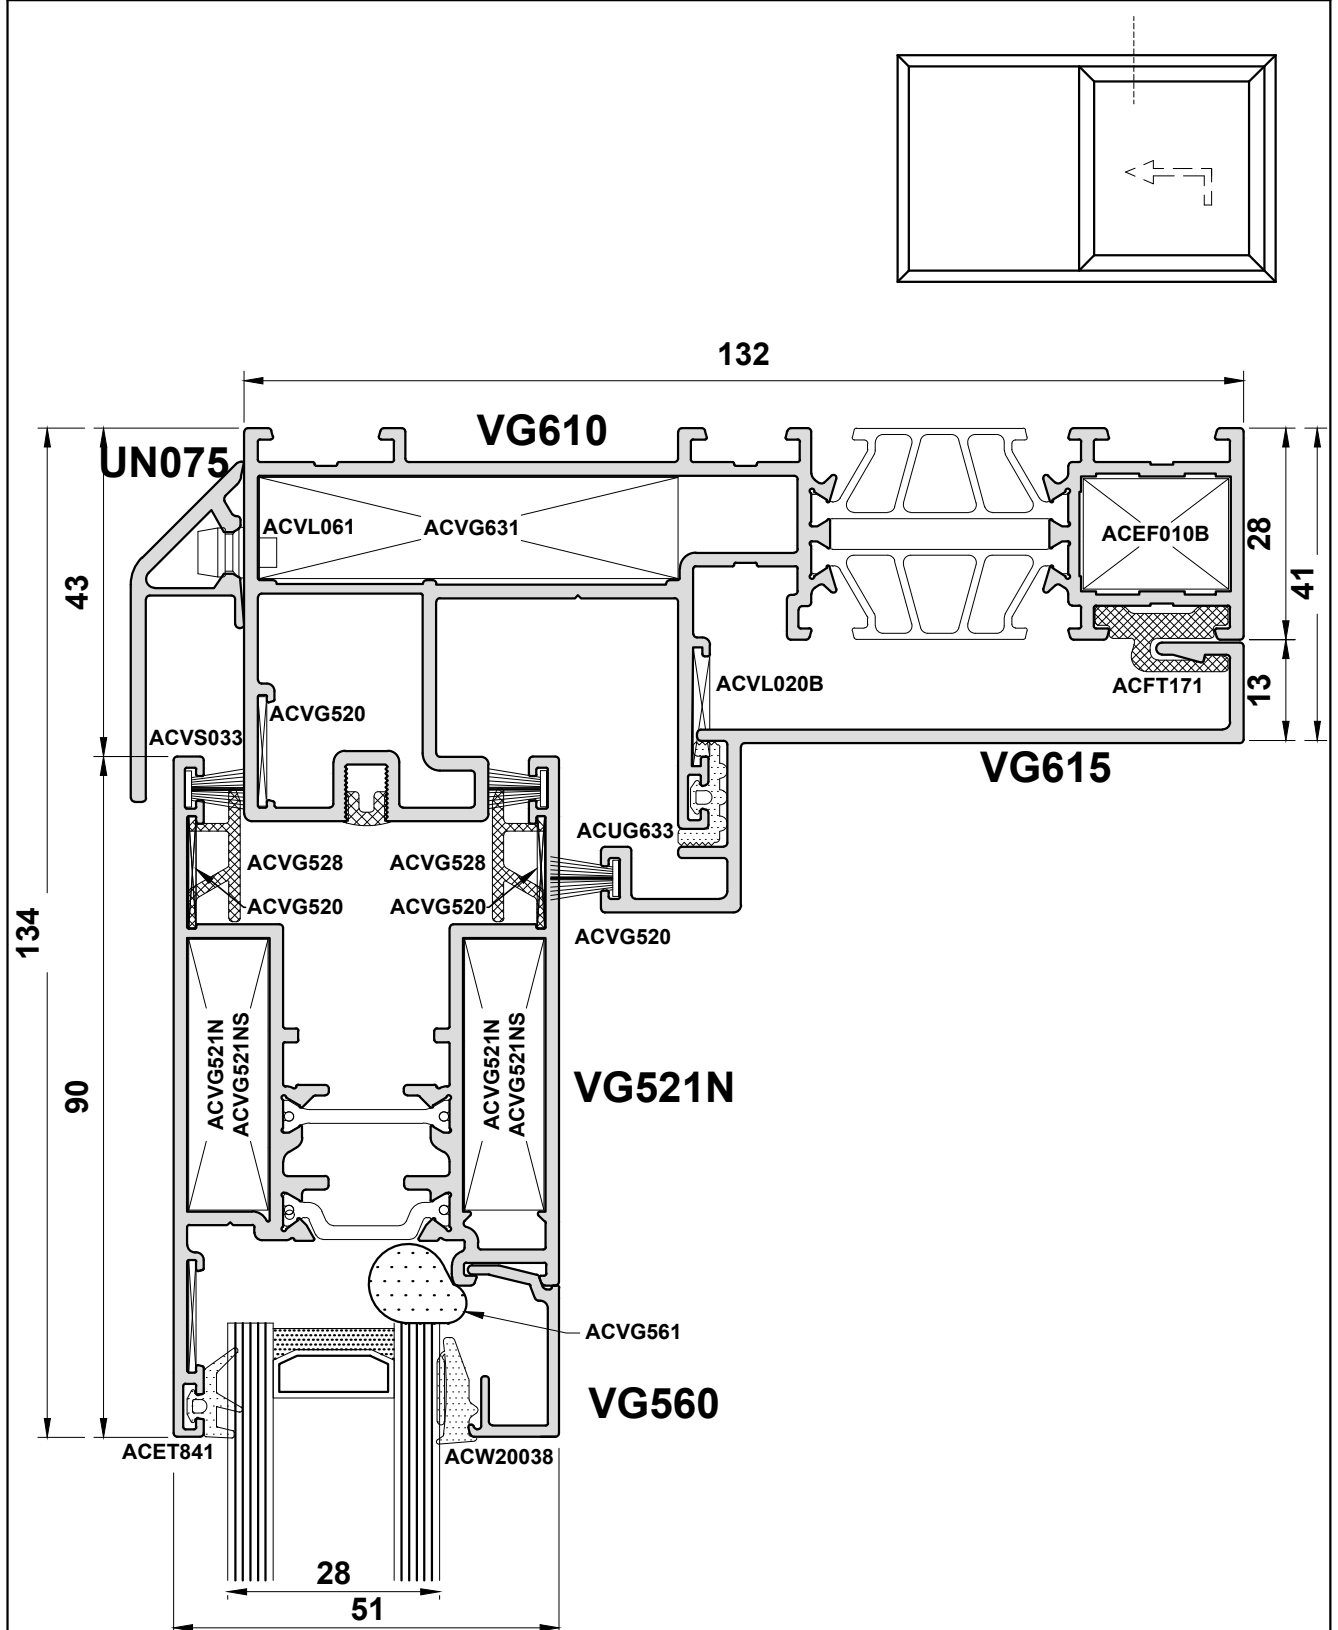 132
VG610
UN075
ACVL061
ACVG631
ACEF010B
28
41
43
ACVL020B
ACFT171
13
ACVG520
ACVS033
VG615
ACUG633
ACVG528
ACVG528
ACVG520
ACVG520
ACVG520
134
ACVG521N
ACVG521NS
ACVG521N
ACVG521NS
VG521N
90
ACVG561
VG560
ACET841
ACW20038
28
51